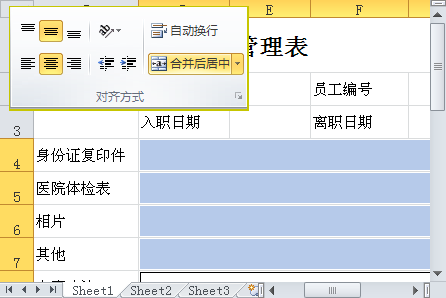 E F
自动换行
管理表
合并后居中
员工编号
对齐方式
3 入职日期 离职日期
4 身份证复印件
5 医院体检表
6 相片
7 其他
Sheet1 Sheet2 Sheet3